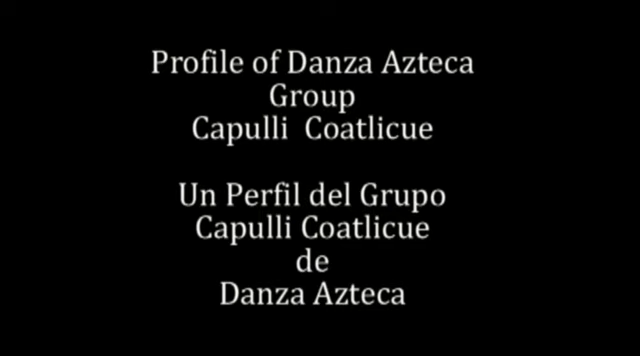 Profile of Danza Azteca
Group
Capulli Coatlicue
Un Perfil del Grupo
Capulli Coatlicue
de
Danza Azteca